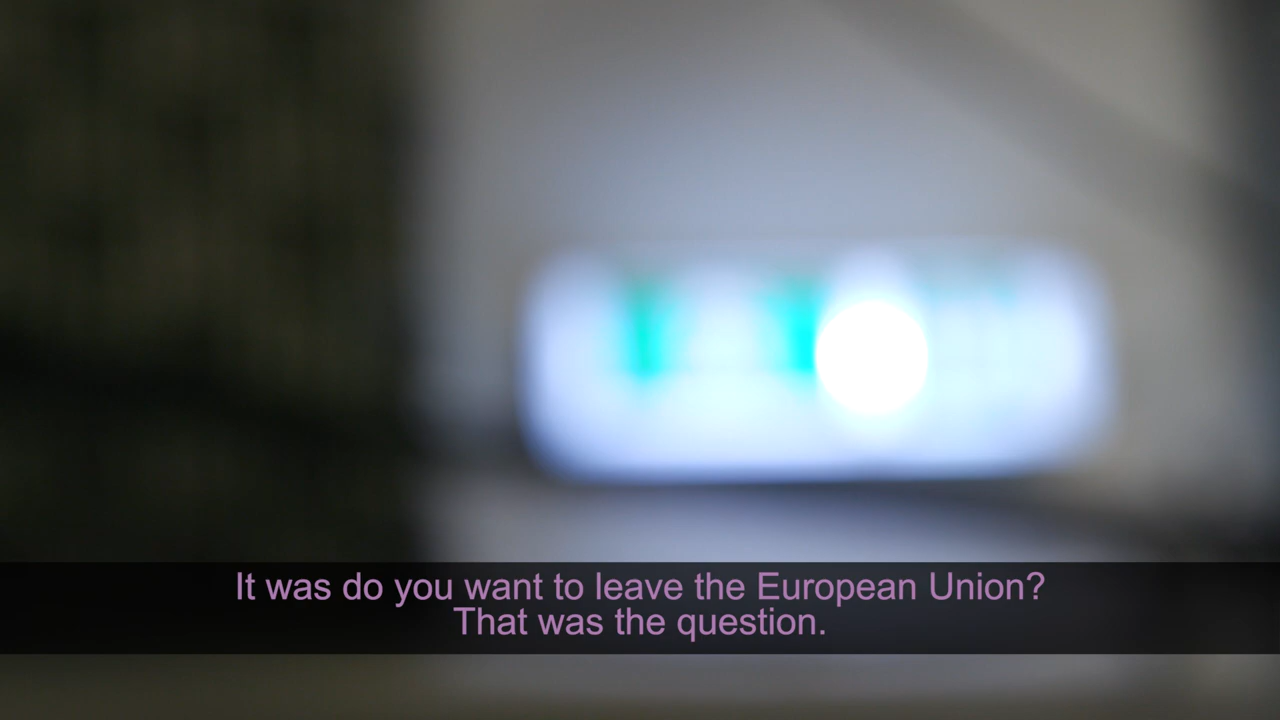 It was do you want to leave the European Union?
That was the question.